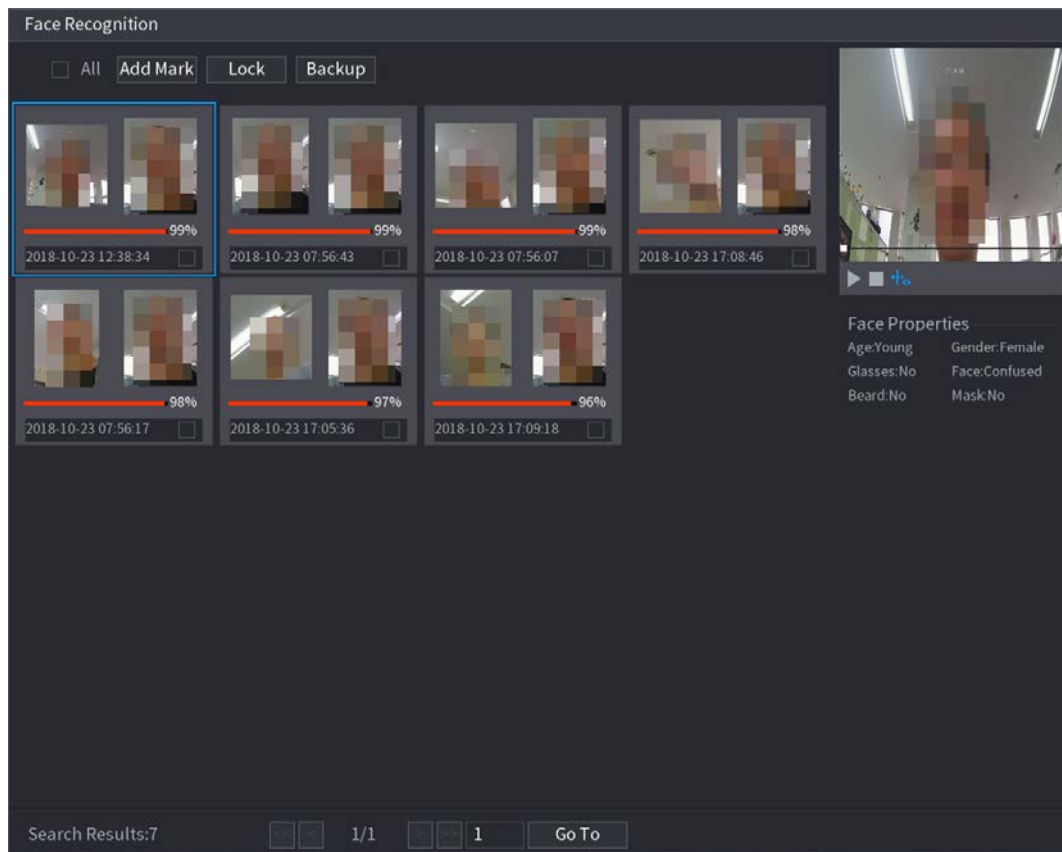 Face Recognition
All Add Mark Lock Backup
99% 99% 99% 98%
2018-10-23 12:38:34 2018-10-23 07:56:43 2018-10-23 07:56:07 2018-10-23 17:08:46
98% 97% 96%
2018-10-23 07:56:17 2018-10-23 17:05:36 2018-10-23 17:09:18
Face Properties
Age:Young Gender:Female
Glasses:No Face:Confused
Beard:No Mask:No
Search Results:7 << < 1/1 > >> 1 Go To